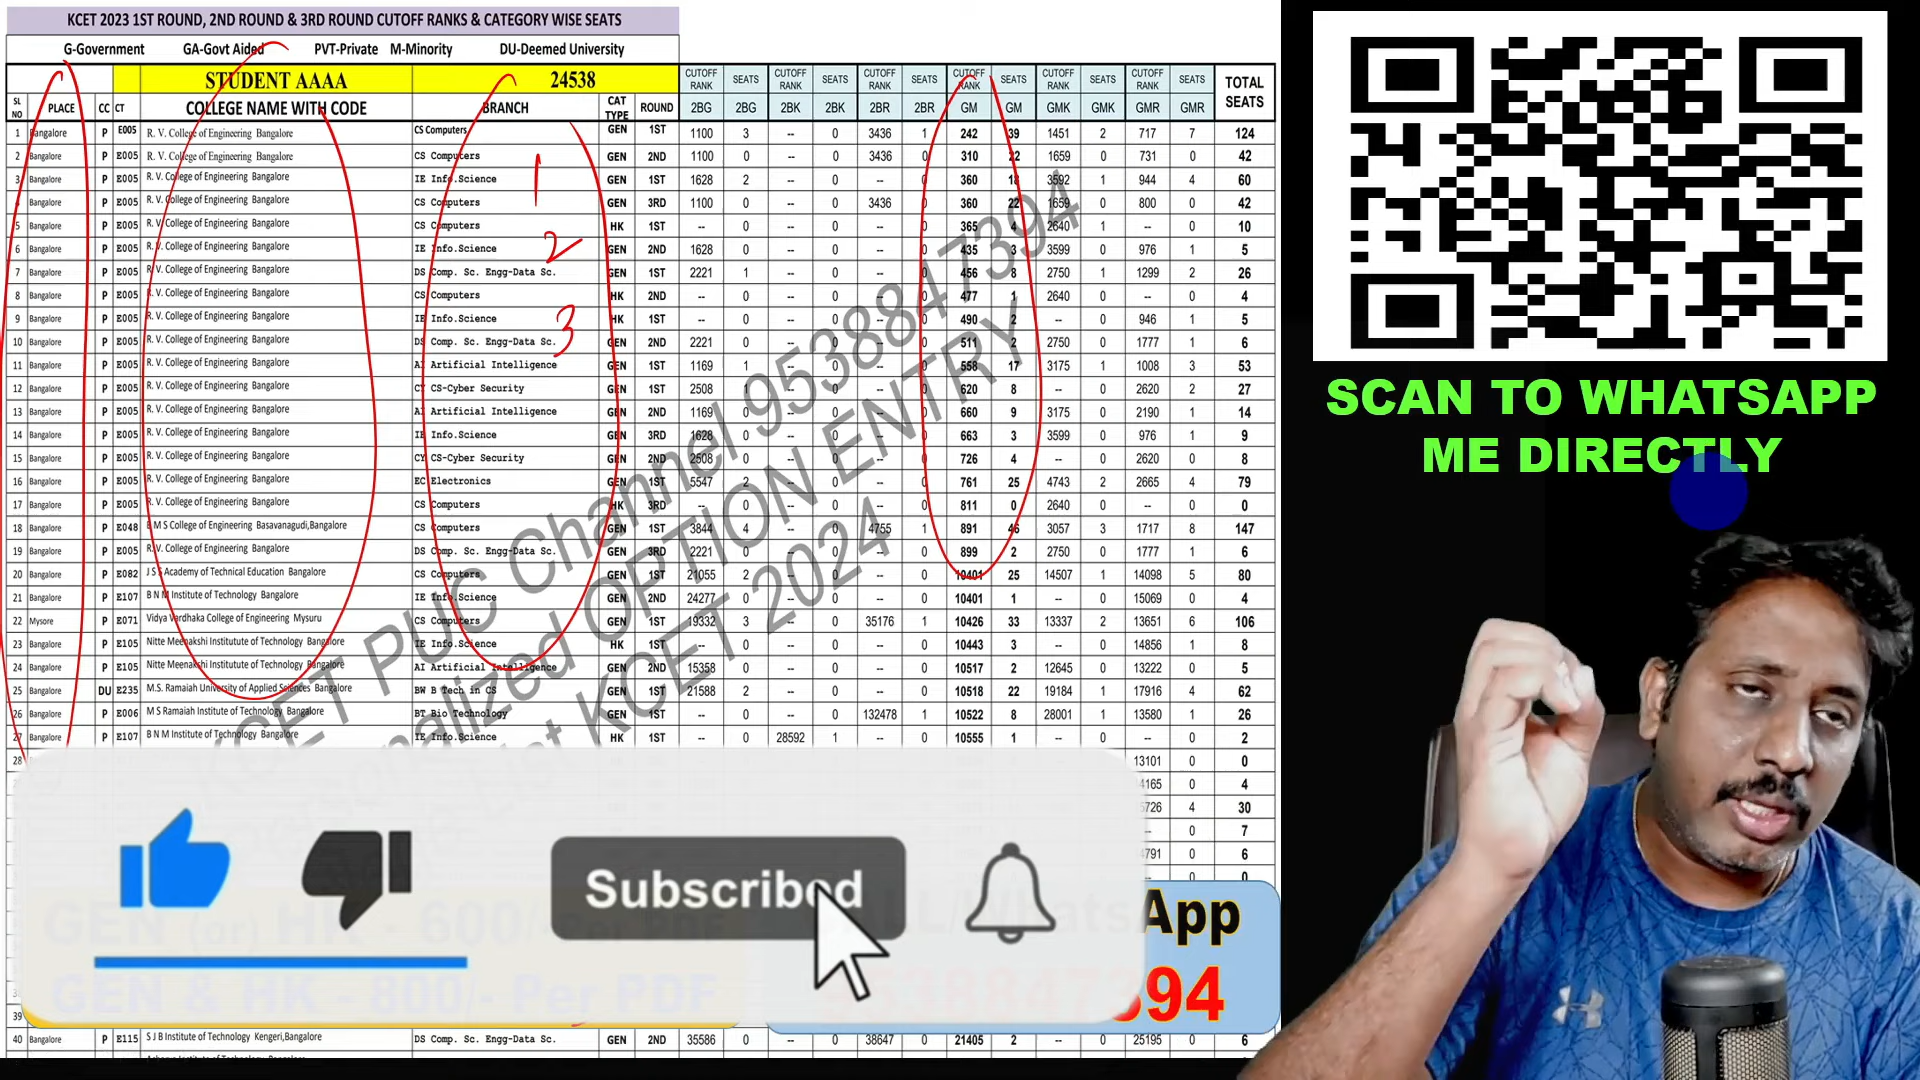 KCET 2023 1ST ROUND, 2ND ROUND & 3RD ROUND CUTOFF RANKS & CATEGORY WISE SEATS
G-Government GA-Govt Aided PVT-Private M-Minority DU-Deemed University
STUDENT AAAA 24538 CUTOFF RANK SEATS CUTOFF RANK SEATS CUTOFF RANK SEATS CUTOFF RANK SEATS CUTOFF RANK SEATS CUTOFF RANK SEATS TOTAL SEATS
SL NO PLACE CC CT COLLEGE NAME WITH CODE BRANCH CAT TYPE ROUND 2BG 2BG 2BK 2BK 2BR 2BR GM GM GMK GMK GMR GMR
1 Bangalore P E005 R. V. College of Engineering Bangalore CS Computers GEN 1ST 1100 3 -- 0 3436 1 242 39 1451 2 717 7 124
2 Bangalore P E005 R. V. College of Engineering Bangalore CS Computers GEN 2ND 1100 0 -- 0 3436 0 310 22 1659 0 731 0 42
3 Bangalore P E005 R. V. College of Engineering Bangalore IE Info.Science GEN 1ST 1628 2 -- 0 -- 0 360 18 3592 1 944 4 60
4 Bangalore P E005 R. V. College of Engineering Bangalore CS Computers GEN 3RD 1100 0 -- 0 3436 0 360 22 1659 0 800 0 42
5 Bangalore P E005 R. V. College of Engineering Bangalore CS Computers HK 1ST -- 0 -- 0 -- 0 365 4 2640 1 -- 0 10
6 Bangalore P E005 R. V. College of Engineering Bangalore IE Info.Science GEN 2ND 1628 0 -- 0 -- 0 435 3 3599 0 976 1 5
7 Bangalore P E005 R. V. College of Engineering Bangalore DS Comp. Sc. Engg-Data Sc. GEN 1ST 2221 1 -- 0 -- 0 456 8 2750 1 1299 2 26
8 Bangalore P E005 R. V. College of Engineering Bangalore CS Computers HK 2ND -- 0 -- 0 -- 0 477 1 2640 0 -- 0 4
9 Bangalore P E005 R. V. College of Engineering Bangalore IE Info.Science HK 1ST -- 0 -- 0 -- 0 490 2 -- 0 946 1 5
10 Bangalore P E005 R. V. College of Engineering Bangalore DS Comp. Sc. Engg-Data Sc. GEN 2ND 2221 0 -- 0 -- 0 511 2 2750 0 1777 1 6
11 Bangalore P E005 R. V. College of Engineering Bangalore AI Artificial Intelligence GEN 1ST 1169 1 -- 0 -- 0 558 17 3175 1 1008 3 53
12 Bangalore P E005 R. V. College of Engineering Bangalore CY CS-Cyber Security GEN 1ST 2508 1 -- 0 -- 0 620 8 -- 0 2620 2 27
13 Bangalore P E005 R. V. College of Engineering Bangalore AI Artificial Intelligence GEN 2ND 1169 0 -- 0 -- 0 660 9 3175 0 2190 1 14
14 Bangalore P E005 R. V. College of Engineering Bangalore IE Info.Science GEN 3RD 1628 0 -- 0 -- 0 663 3 3599 0 976 1 9
15 Bangalore P E005 R. V. College of Engineering Bangalore CY CS-Cyber Security GEN 2ND 2508 0 -- 0 -- 0 726 4 -- 0 2620 0 8
16 Bangalore P E005 R. V. College of Engineering Bangalore EC Electronics GEN 1ST 5547 2 -- 0 -- 0 761 25 4743 2 2665 4 79
17 Bangalore P E005 R. V. College of Engineering Bangalore CS Computers HK 3RD -- 0 -- 0 -- 0 811 0 2640 0 -- 0 0
18 Bangalore P E048 B M S College of Engineering Basavanagudi,Bangalore CS Computers GEN 1ST 3844 4 -- 0 4755 1 891 46 3057 3 1717 8 147
19 Bangalore P E005 R. V. College of Engineering Bangalore DS Comp. Sc. Engg-Data Sc. GEN 3RD 2221 0 -- 0 -- 0 899 2 2750 0 1777 1 6
20 Bangalore P E082 J S S Academy of Technical Education Bangalore CS Computers GEN 1ST 21055 2 -- 0 -- 0 10401 25 14507 1 14098 5 80
21 Bangalore P E107 B N M Institute of Technology Bangalore IE Info.Science GEN 2ND 24277 0 -- 0 -- 0 10401 1 -- 0 15069 0 4
22 Mysore P E071 Vidya Vardhaka College of Engineering Mysuru CS Computers GEN 1ST 19332 3 -- 0 35176 1 10426 33 13337 2 13651 6 106
23 Bangalore P E105 Nitte Meenakshi Institutute of Technology Bangalore IE Info.Science HK 1ST -- 0 -- 0 -- 0 10443 3 -- 0 14856 1 8
24 Bangalore P E105 Nitte Meenakshi Institutute of Technology Bangalore AI Artificial Intelligence GEN 2ND 15358 0 -- 0 -- 0 10517 2 12645 0 13222 0 5
25 Bangalore DU E235 M.S. Ramaiah University of Applied Sciences Bangalore BW B Tech in CS GEN 1ST 21588 2 -- 0 -- 0 10518 22 19184 1 17916 4 62
26 Bangalore P E006 M S Ramaiah Institute of Technology Bangalore BT Bio Technology GEN 1ST -- 0 -- 0 132478 1 10522 8 28001 1 13580 1 26
27 Bangalore P E107 B N M Institute of Technology Bangalore IE Info.Science HK 1ST -- 0 28592 1 -- 0 10555 1 -- 0 -- 0 2
28 13101 0 0
0 4
4 30
-- 0 7
0 6
0 0
39
40 Bangalore P E115 S J B Institute of Technology Kengeri,Bangalore DS Comp. Sc. Engg-Data Sc. GEN 2ND 35586 0 -- 0 38647 0 21405 2 -- 0 25195 0 6
1
2
3
KCET PUC Channel 9538847394
OPTION ENTRY
KCET 2024
Subscribed
GEN (or) HK - 600/- Per PDF
GEN & HK - 800/- Per PDF
CALL/WhatsApp
9538847394
SCAN TO WHATSAPP
ME DIRECTLY